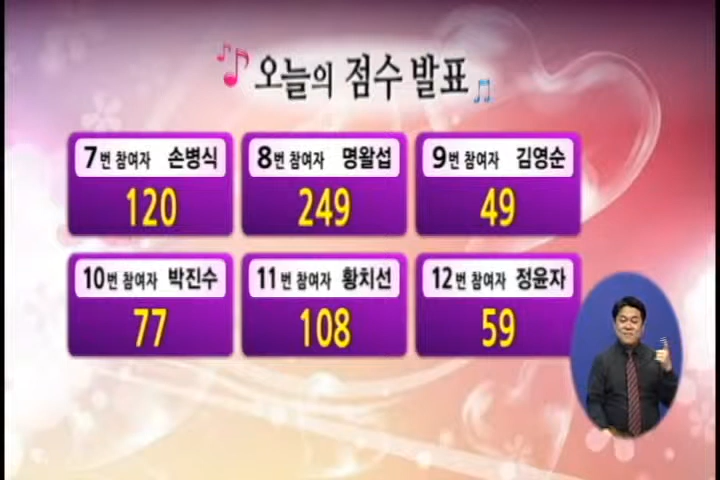 오늘의 점수 발표
7번 참여자 손병식
120
8번 참여자 명왈섭
249
9번 참여자 김영순
49
10번 참여자 박진수
77
11번 참여자 황치선
108
12번 참여자 정윤자
59